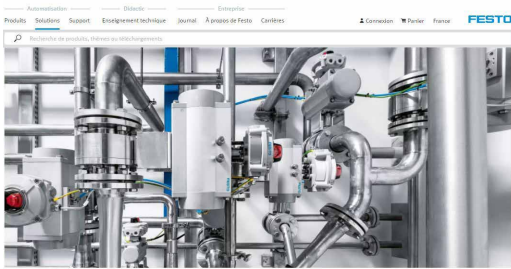 Automatisation Didactic Entreprise
Produits Solutions Support Enseignement technique Journal À propos de Festo Carrières Connexion Panier France FESTO
Recherche de produits, thèmes ou téléchargements